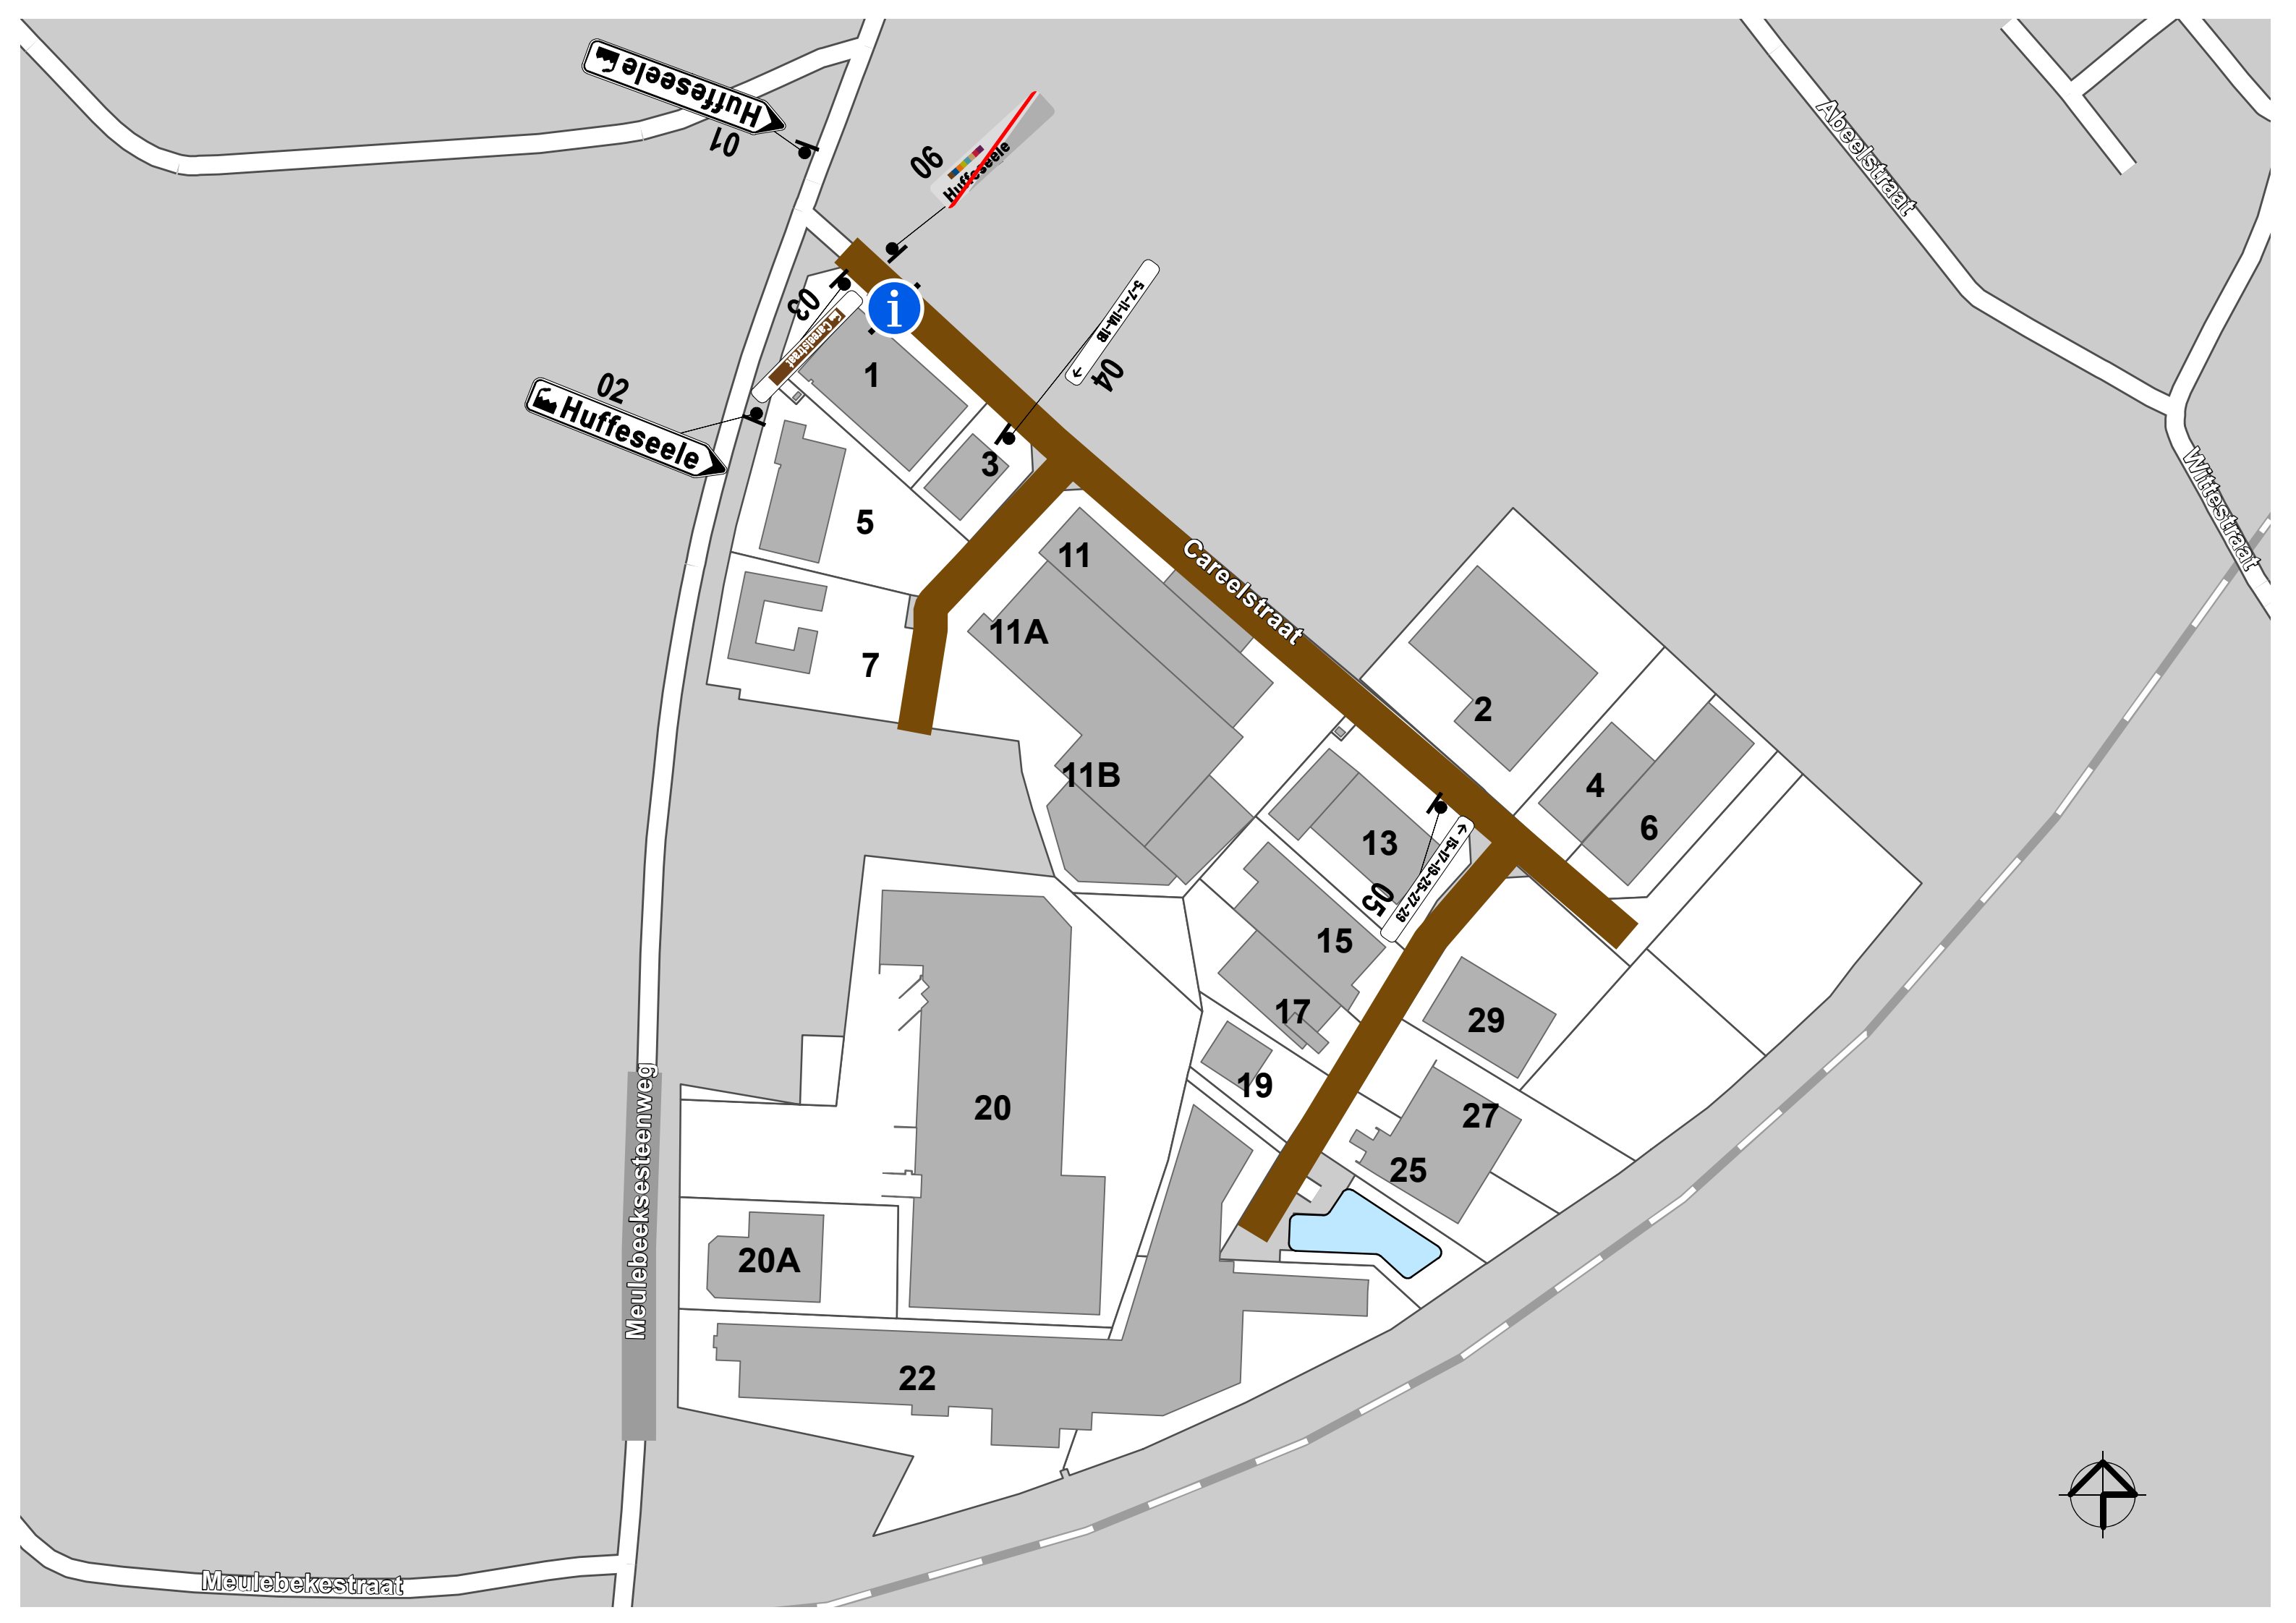 Huffeseele
01
90
Huffeseele
Abeelstraat
03
Careelstraat
5-7-11-11A-11B
04
02
Huffeseele
1
3
5
Wittestraat
11
Careelstraat
11A
7
2
11B
4
6
13
15-17-19-25-27-29
05
15
17
29
19
27
20
25
Meulebeeksesteenweg
20A
22
Meulebekestraat